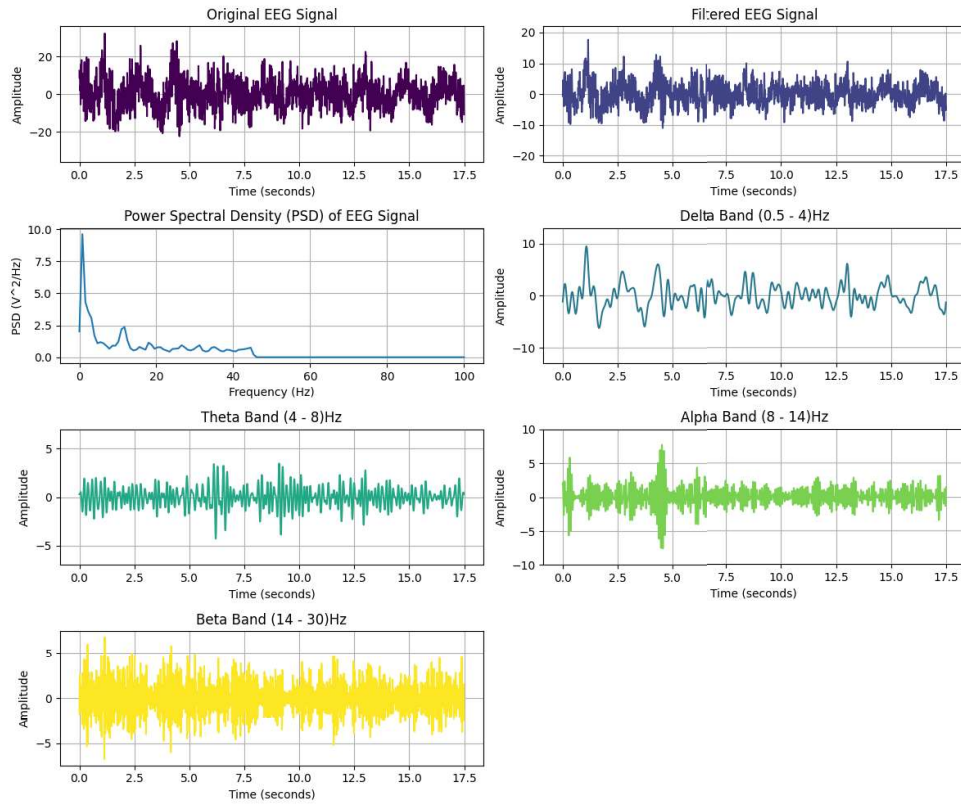 Original EEG Signal
Amplitude
20
0
−20
0.0 2.5 5.0 7.5 10.0 12.5 15.0 17.5
Time (seconds)
Filtered EEG Signal
Amplitude
20
10
0
−10
−20
0.0 2.5 5.0 7.5 10.0 12.5 15.0 17.5
Time (seconds)
Power Spectral Density (PSD) of EEG Signal
PSD (V^2/Hz)
10.0
7.5
5.0
2.5
0.0
0 20 40 60 80 100
Frequency (Hz)
Delta Band (0.5 - 4)Hz
Amplitude
10
0
−10
0.0 2.5 5.0 7.5 10.0 12.5 15.0 17.5
Time (seconds)
Theta Band (4 - 8)Hz
Amplitude
5
0
−5
0.0 2.5 5.0 7.5 10.0 12.5 15.0 17.5
Time (seconds)
Alpha Band (8 - 14)Hz
Amplitude
10
5
0
−5
−10
0.0 2.5 5.0 7.5 10.0 12.5 15.0 17.5
Time (seconds)
Beta Band (14 - 30)Hz
Amplitude
5
0
−5
0.0 2.5 5.0 7.5 10.0 12.5 15.0 17.5
Time (seconds)